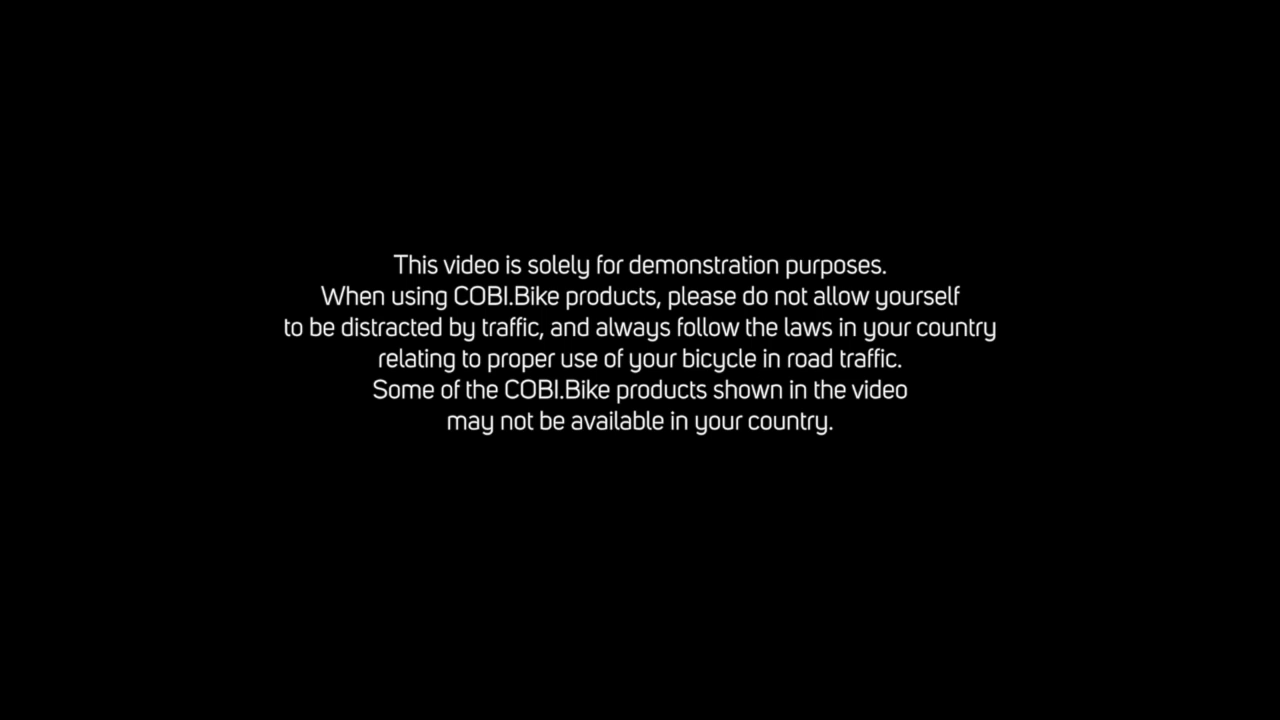 This video is solely for demonstration purposes.
When using COBI.Bike products, please do not allow yourself
to be distracted by traffic, and always follow the laws in your country
relating to proper use of your bicycle in road traffic.
Some of the COBI.Bike products shown in the video
may not be available in your country.